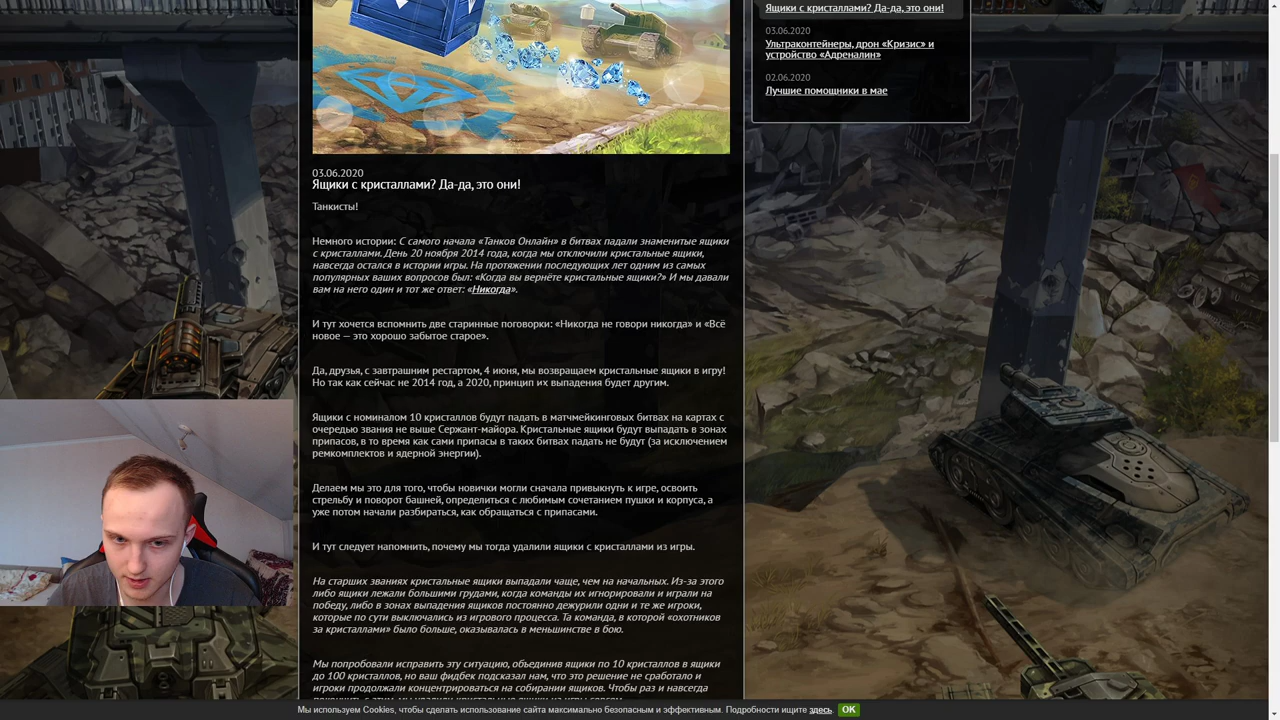 Ящики с кристаллами? Да-да, это они!
03.06.2020
Ультраконтейнеры, дрон «Кризис» и
устройство «Адреналин»
02.06.2020
Лучшие помощники в мае
03.06.2020
Ящики с кристаллами? Да-да, это они!
Танкисты!
Немного истории: С самого начала «Танков Онлайн» в битвах падали знаменитые ящики
с кристаллами. День 20 ноября 2014 года, когда мы отключили кристальные ящики,
навсегда остался в истории игры. На протяжении последующих лет одним из самых
популярных ваших вопросов был: «Когда вы вернёте кристальные ящики?» И мы давали
вам на него один и тот же ответ: «Никогда».
И тут хочется вспомнить две старинные поговорки: «Никогда не говори никогда» и «Всё
новое — это хорошо забытое старое».
Да, друзья, с завтрашним рестартом, 4 июня, мы возвращаем кристальные ящики в игру!
Но так как сейчас не 2014 год, а 2020, принцип их выпадения будет другим.
Ящики с номиналом 10 кристаллов будут падать в матчмейкинговых битвах на картах с
очередью звания не выше Сержант-майора. Кристальные ящики будут выпадать в зонах
припасов, в то время как сами припасы в таких битвах падать не будут (за исключением
ремкомплектов и ядерной энергии).
Делаем мы это для того, чтобы новички могли сначала привыкнуть к игре, освоить
стрельбу и поворот башней, определиться с любимым сочетанием пушки и корпуса, а
уже потом начали разбираться, как обращаться с припасами.
И тут следует напомнить, почему мы тогда удалили ящики с кристаллами из игры.
На старших званиях кристальные ящики выпадали чаще, чем на начальных. Из-за этого
либо ящики лежали большими грудами, когда команды их игнорировали и играли на
победу, либо в зонах выпадения ящиков постоянно дежурили одни и те же игроки,
которые по сути выключались из игрового процесса. Та команда, в которой «охотников
за кристаллами» было больше, оказывалась в меньшинстве в бою.
Мы попробовали исправить эту ситуацию, объединив ящики по 10 кристаллов в ящики
до 100 кристаллов, но ваш фидбек подсказал нам, что это решение не сработало и
игроки продолжали концентрироваться на собирании ящиков. Чтобы раз и навсегда
Мы используем Cookies, чтобы сделать использование сайта максимально безопасным и эффективным. Подробности ищите здесь. OK